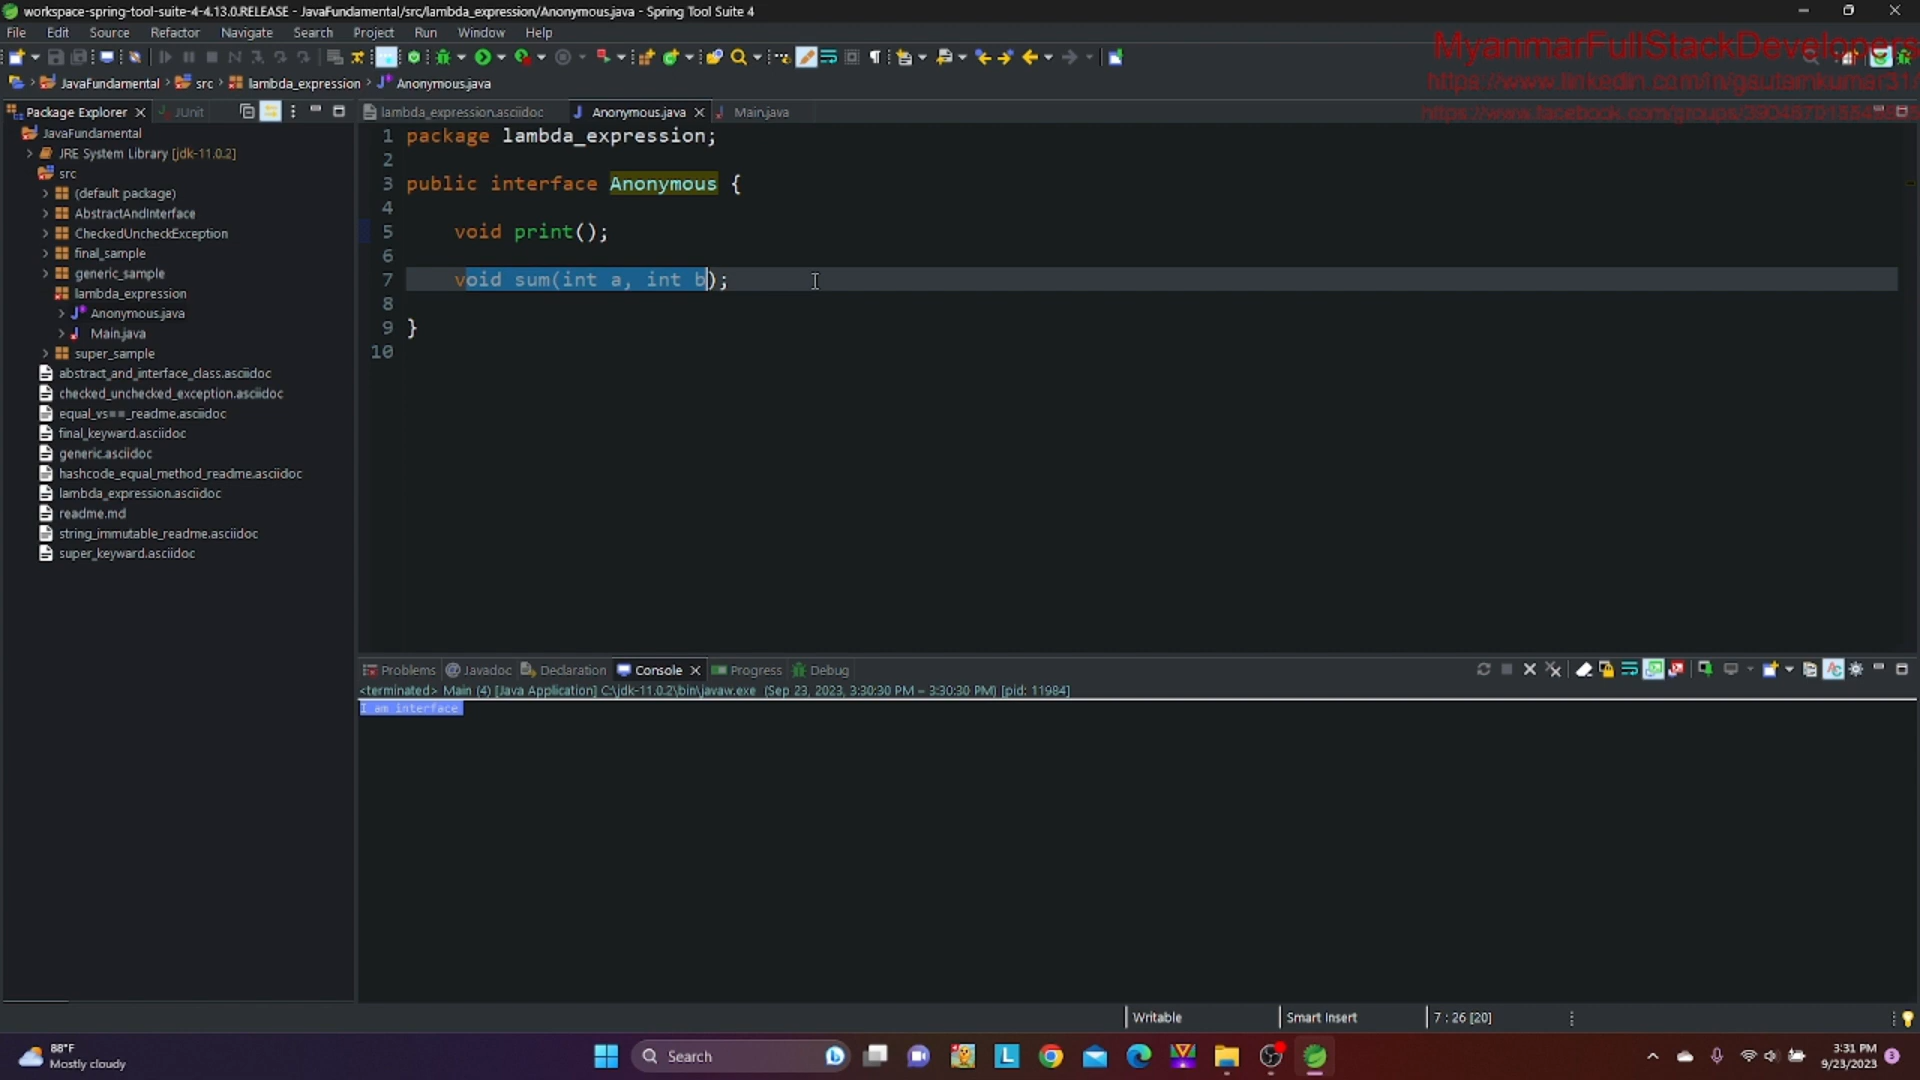 workspace-spring-tool-suite-4-4.13.0.RELEASE - JavaFundamental/src/lambda_expression/Anonymous.java - Spring Tool Suite 4
File Edit Source Refactor Navigate Search Project Run Window Help
MyanmarFullStackDevelopers
JavaFundamental > src > lambda_expression > Anonymous.java
Package Explorer JUnit
lambda_expression.asciidoc Anonymous.java Main.java
JavaFundamental
JRE System Library [jdk-11.0.2]
src
(default package)
AbstractAndInterface
CheckedUncheckException
final_sample
generic_sample
lambda_expression
Anonymous.java
Main.java
super_sample
abstract_and_interface_class.asciidoc
checked_unchecked_exception.asciidoc
equal_vs==_readme.asciidoc
final_keyward.asciidoc
generic.asciidoc
hashcode_equal_method_readme.asciidoc
lambda_expression.asciidoc
readme.md
string_immutable_readme.asciidoc
super_keyward.asciidoc
1 package lambda_expression;
2
3 public interface Anonymous {
4
5 void print();
6
7 void sum(int a, int b);
8
9 }
10
Problems Javadoc Declaration Console Progress Debug
<terminated> Main (4) [Java Application] C:\jdk-11.0.2\bin\javaw.exe (Sep 23, 2023, 3:30:30 PM – 3:30:30 PM) [pid: 11984]
I am interface
Writable Smart Insert 7 : 26 [20]
88°F
Mostly cloudy
Search
3:31 PM
9/23/2023
3